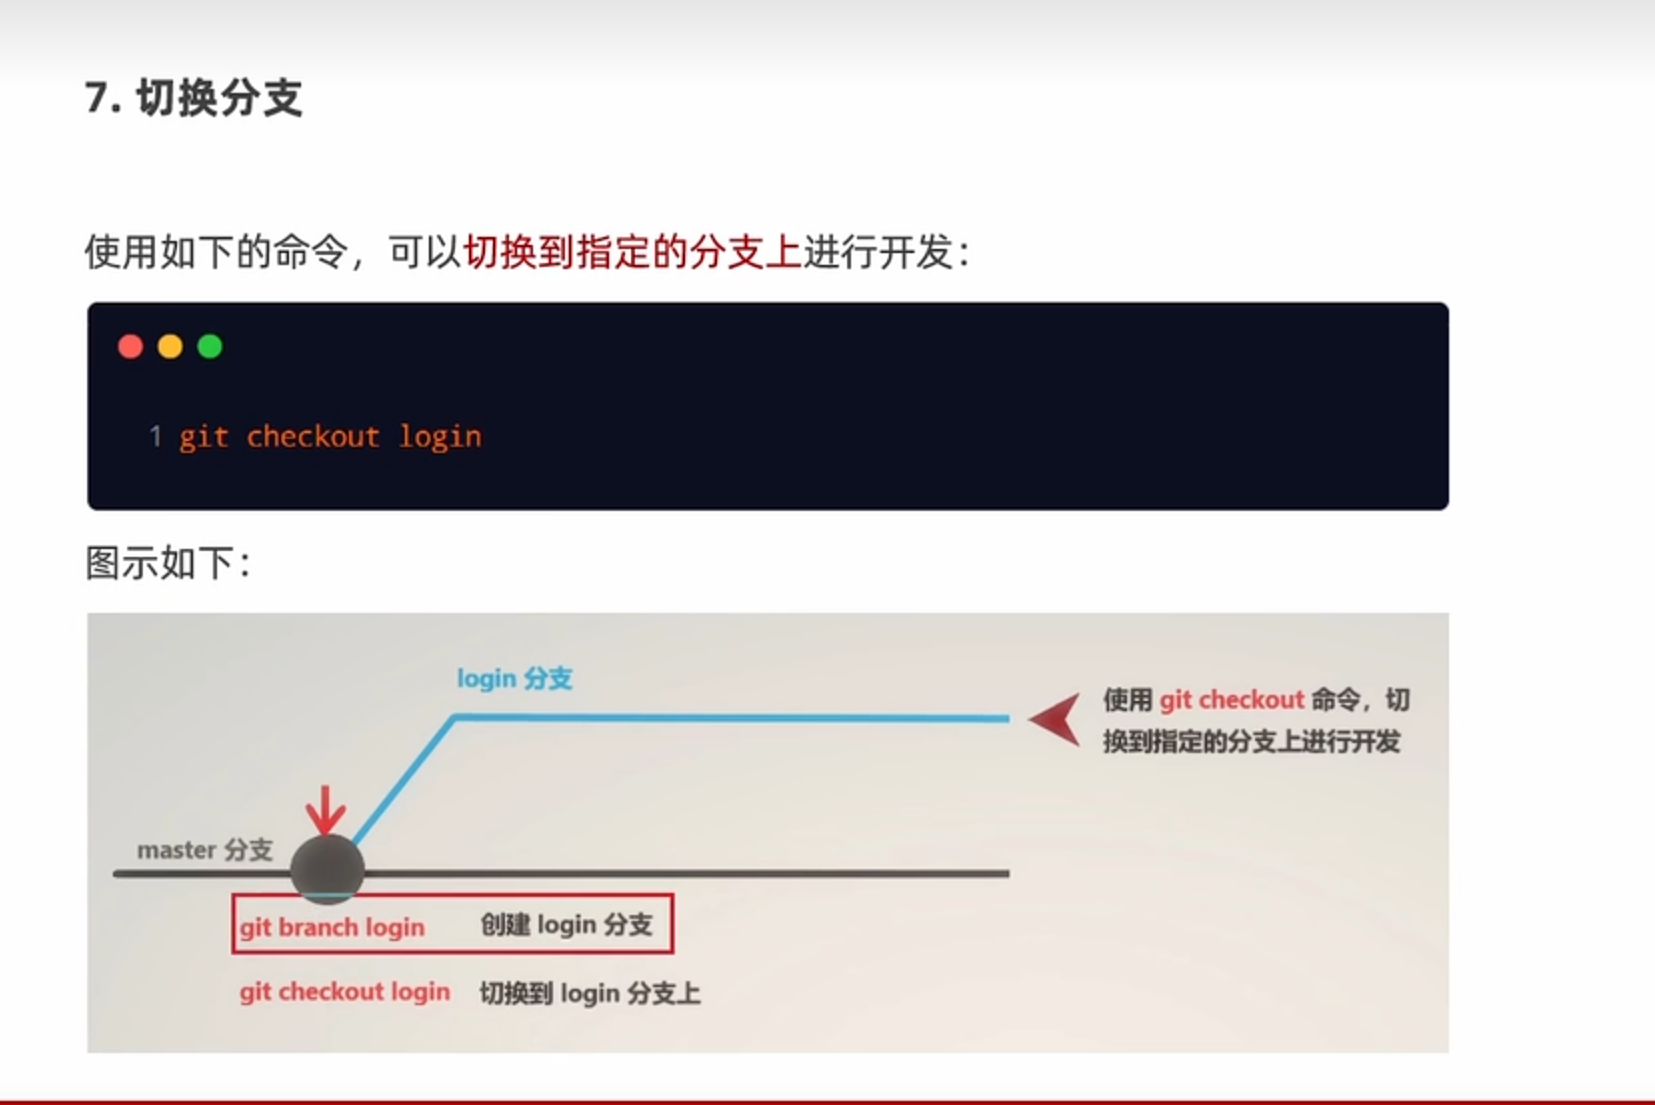 7. 切换分支
使用如下的命令，可以切换到指定的分支上进行开发：
1 git checkout login
图示如下：
login 分支
使用 git checkout 命令，切
换到指定的分支上进行开发
master 分支
git branch login 创建 login 分支
git checkout login 切换到 login 分支上